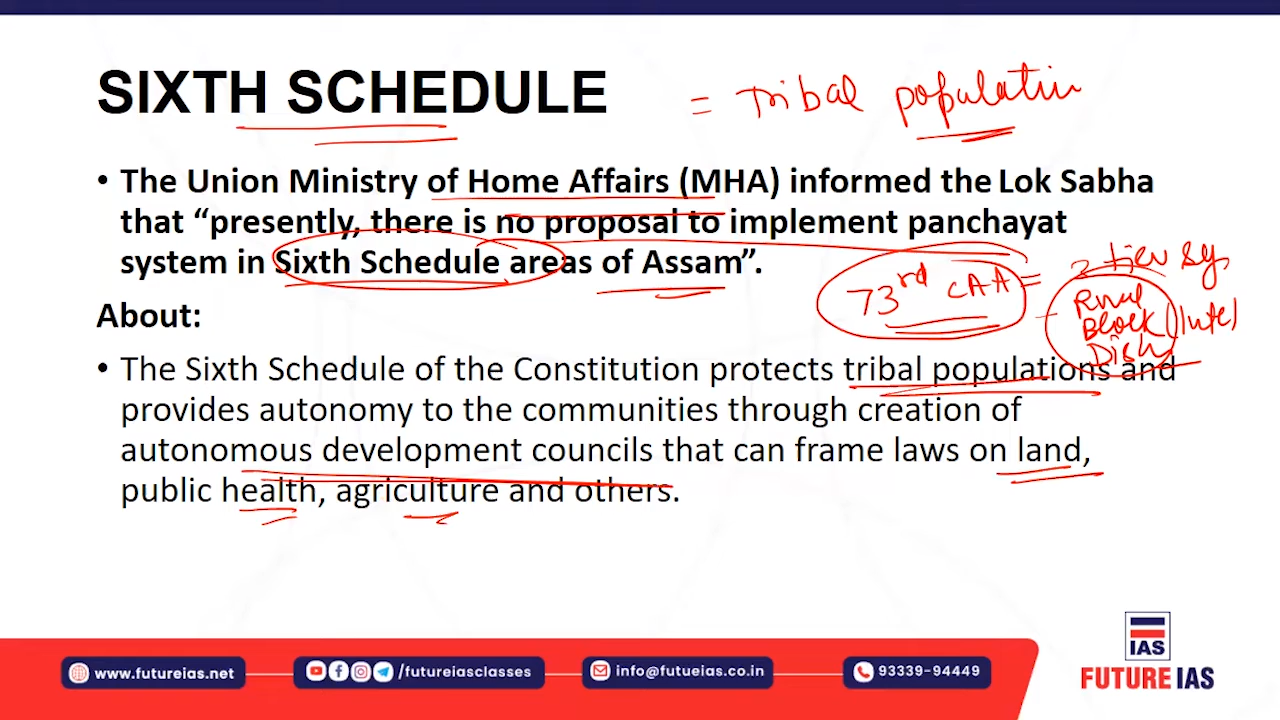 SIXTH SCHEDULE
= Tribal population
• The Union Ministry of Home Affairs (MHA) informed the Lok Sabha
that “presently, there is no proposal to implement panchayat
system in Sixth Schedule areas of Assam”.
73rd CAA =
tier sy
Rural
Block (Inte)
About:
• The Sixth Schedule of the Constitution protects tribal populations and
provides autonomy to the communities through creation of
autonomous development councils that can frame laws on land,
public health, agriculture and others.
IAS
FUTURE IAS
www.futureias.net
/futureiasclasses
info@futueias.co.in
93339-94449